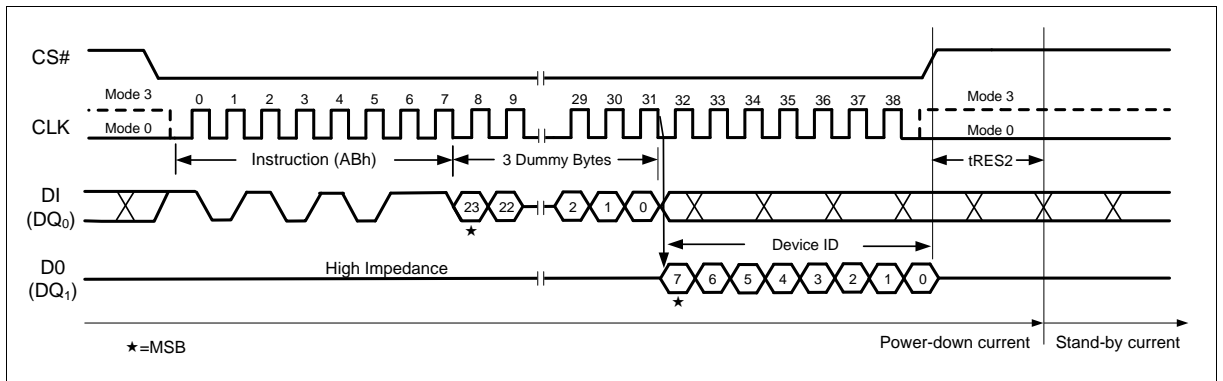 CS#
Mode 3 0 1 2 3 4 5 6 7 8 9 29 30 31 32 33 34 35 36 37 38 Mode 3
CLK Mode 0 Mode 0
Instruction (ABh) 3 Dummy Bytes tRES2
DI
(DQ0) 23 22 2 1 0
★
Device ID
High Impedance
D0
(DQ1) 7 6 5 4 3 2 1 0
★
★=MSB Power-down current Stand-by current